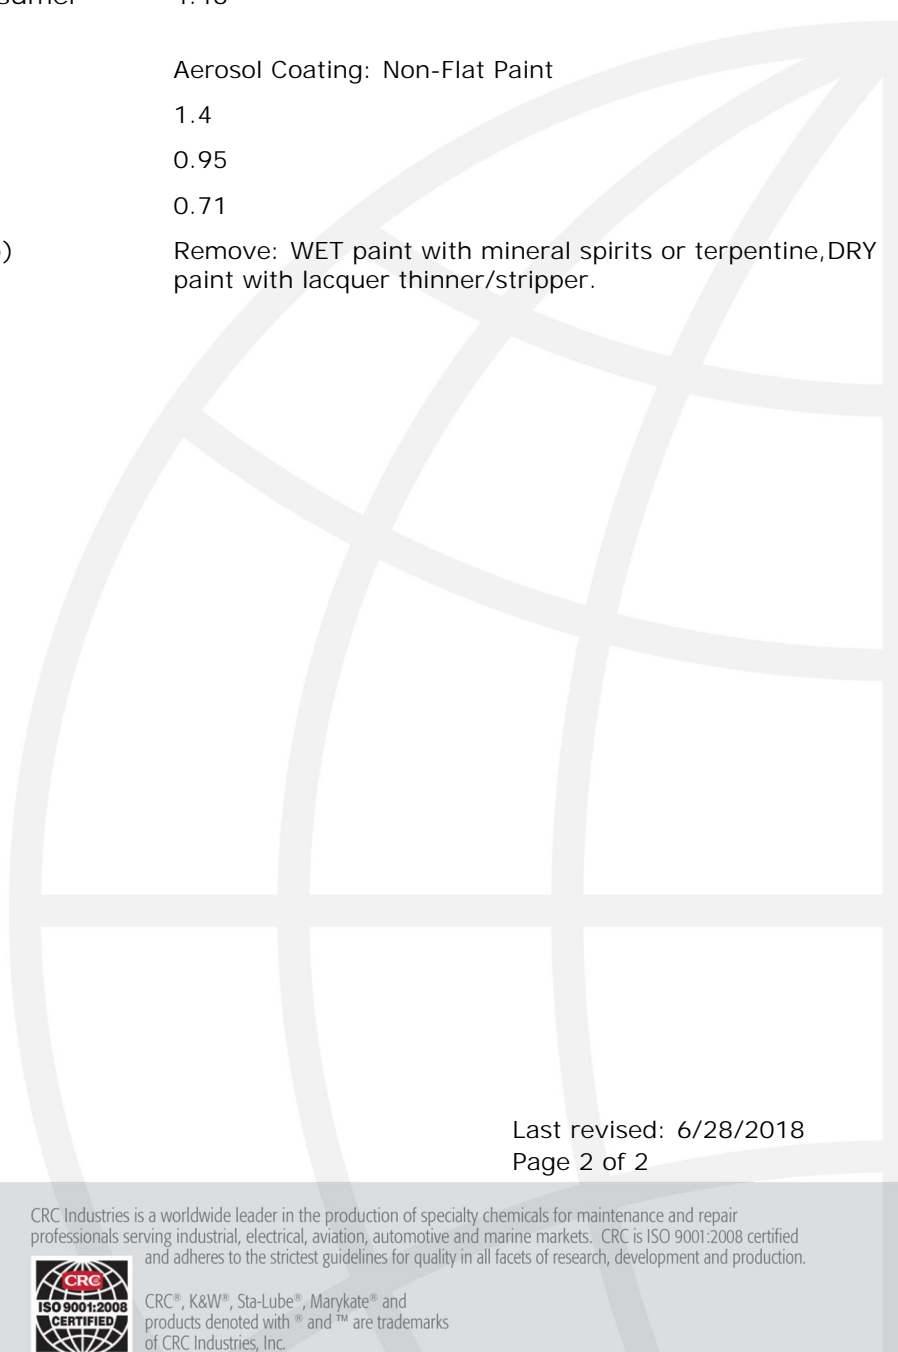 Aerosol Coating: Non-Flat Paint
1.4
0.95
0.71
) Remove: WET paint with mineral spirits or terpentine,DRY
paint with lacquer thinner/stripper.
Last revised: 6/28/2018
Page 2 of 2
CRC Industries is a worldwide leader in the production of specialty chemicals for maintenance and repair
professionals serving industrial, electrical, aviation, automotive and marine markets. CRC is ISO 9001:2008 certified
and adheres to the strictest guidelines for quality in all facets of research, development and production.
CRC®
ISO 9001:2008
CERTIFIED
CRC®, K&W®, Sta-Lube®, Marykate® and
products denoted with ® and ™ are trademarks
of CRC Industries, Inc.